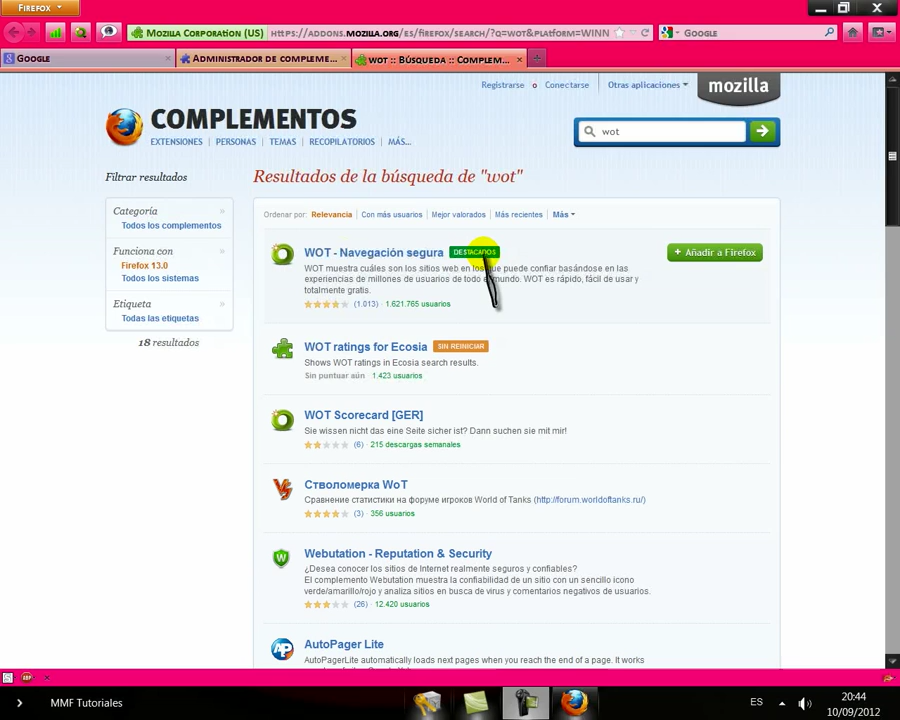 Firefox
Mozilla Corporation (US)
https://addons.mozilla.org/es/firefox/search/?q=wot&platform=WINN
Google
Google
Administrador de compleme...
wot :: Búsqueda :: Complem...
Registrarse o Conectarse
Otras aplicaciones
mozilla
COMPLEMENTOS
EXTENSIONES
PERSONAS
TEMAS
RECOPILATORIOS
MÁS...
wot
Filtrar resultados
Categoría
Todos los complementos
Funciona con
Firefox 13.0
Todos los sistemas
Etiqueta
Todas las etiquetas
18 resultados
Resultados de la búsqueda de "wot"
Ordenar por: Relevancia Con más usuarios Mejor valorados Más recientes Más
WOT - Navegación segura DESTACADOS
+ Añadir a Firefox
WOT muestra cuáles son los sitios web en los que puede confiar basándose en las
experiencias de millones de usuarios de todo el mundo. WOT es rápido, fácil de usar y
totalmente gratis.
(1.013) · 1.621.765 usuarios
WOT ratings for Ecosia SIN REINICIAR
Shows WOT ratings in Ecosia search results.
Sin puntuar aún 1.423 usuarios
WOT Scorecard [GER]
Sie wissen nicht das eine Seite sicher ist? Dann suchen sie mit mir!
(6) · 215 descargas semanales
Стволомерка WoT
Сравнение статистики на форуме игроков World of Tanks (http://forum.worldoftanks.ru/)
(3) · 356 usuarios
Webutation - Reputation & Security
¿Desea conocer los sitios de Internet realmente seguros y confiables?
El complemento Webutation muestra la confiabilidad de un sitio con un sencillo icono
verde/amarillo/rojo y analiza sitios en busca de virus y comentarios negativos de usuarios.
(26) · 12.420 usuarios
AutoPager Lite
AutoPagerLite automatically loads next pages when you reach the end of a page. It works
MMF Tutoriales
ES
20:44
10/09/2012